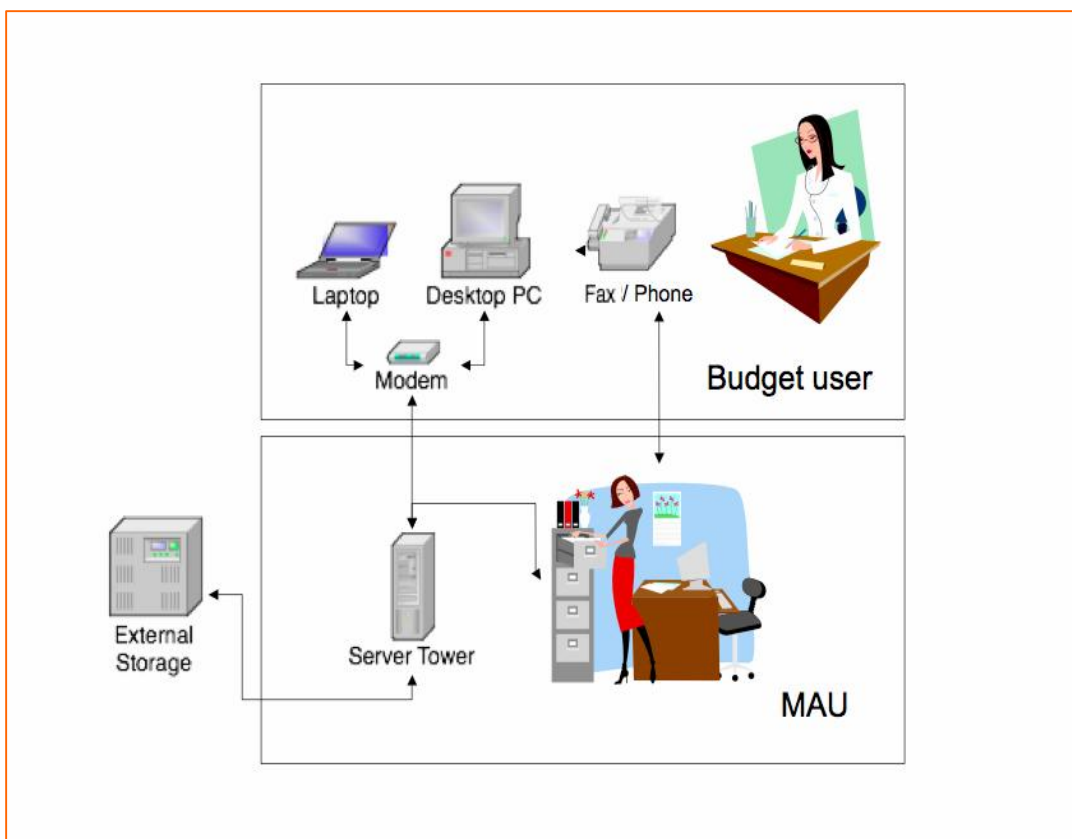 Laptop
Desktop PC
Fax / Phone
Modem
Budget user
External
Storage
Server Tower
MAU